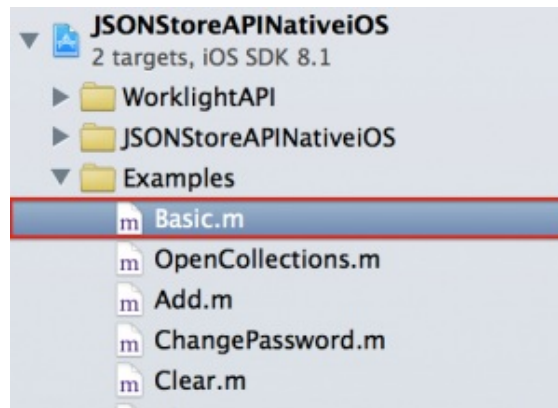 JSONStoreAPINativeiOS
2 targets, iOS SDK 8.1
WorklightAPI
JSONStoreAPINativeiOS
Examples
m Basic.m
m OpenCollections.m
m Add.m
m ChangePassword.m
m Clear.m